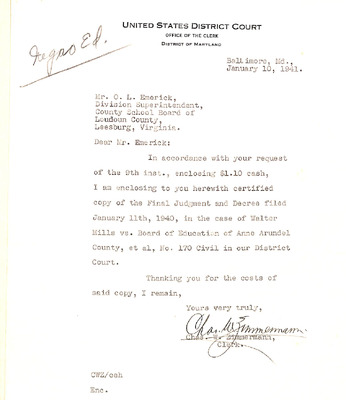 UNITED STATES DISTRICT COURT
OFFICE OF THE CLERK
DISTRICT OF MARYLAND
Negro Ed.
Baltimore, Md.,
January 10, 1941.
Mr. O. L. Emerick,
Division Superintendent,
County School Board of
Loudoun County,
Leesburg, Virginia.
Dear Mr. Emerick:
In accordance with your request
of the 9th inst., enclosing $1.10 cash,
I am enclosing to you herewith certified
copy of the Final Judgment and Decree filed
January 11th, 1940, in the case of Walter
Mills vs. Board of Education of Anne Arundel
County, et al, No. 170 Civil in our District
Court.
Thanking you for the costs of
said copy, I remain,
Yours very truly,
Chas. W. Zimmermann
Chas. W. Zimmermann,
Clerk.
CWZ/csh
Enc.